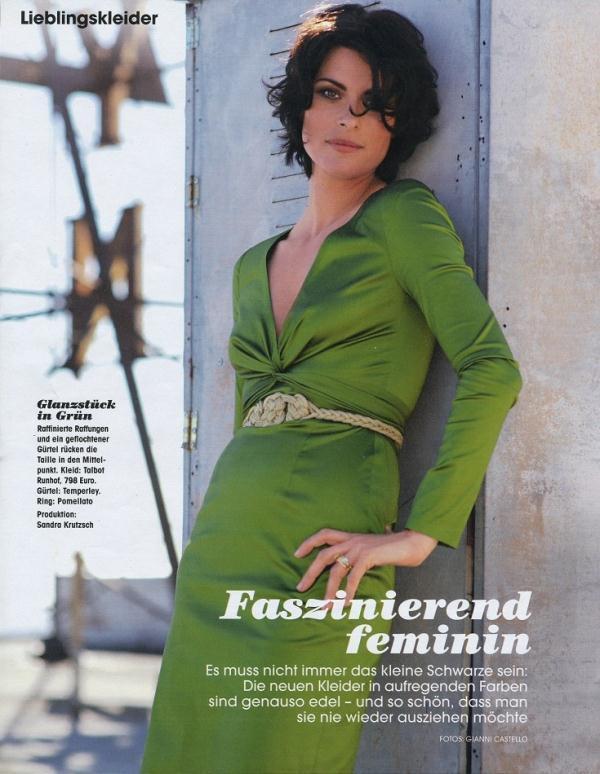 Lieblingskleider
Glanzstück
in Grün
Raffinierte Raffungen
und ein geflochtener
Gürtel rücken die
Taille in den Mittel-
punkt. Kleid: Talbot
Runhof, 798 Euro.
Gürtel: Temperley.
Ring: Pomellato
Produktion:
Sandra Krutzsch
Faszinierend
feminin
Es muss nicht immer das kleine Schwarze sein:
Die neuen Kleider in aufregenden Farben
sind genauso edel – und so schön, dass man
sie nie wieder ausziehen möchte
FOTOS: GIANNI CASTELLO